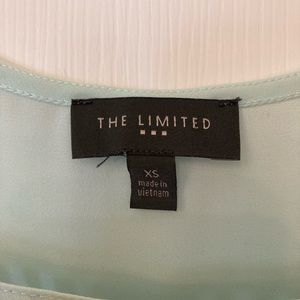 THE LIMITED
XS
made in
vietnam